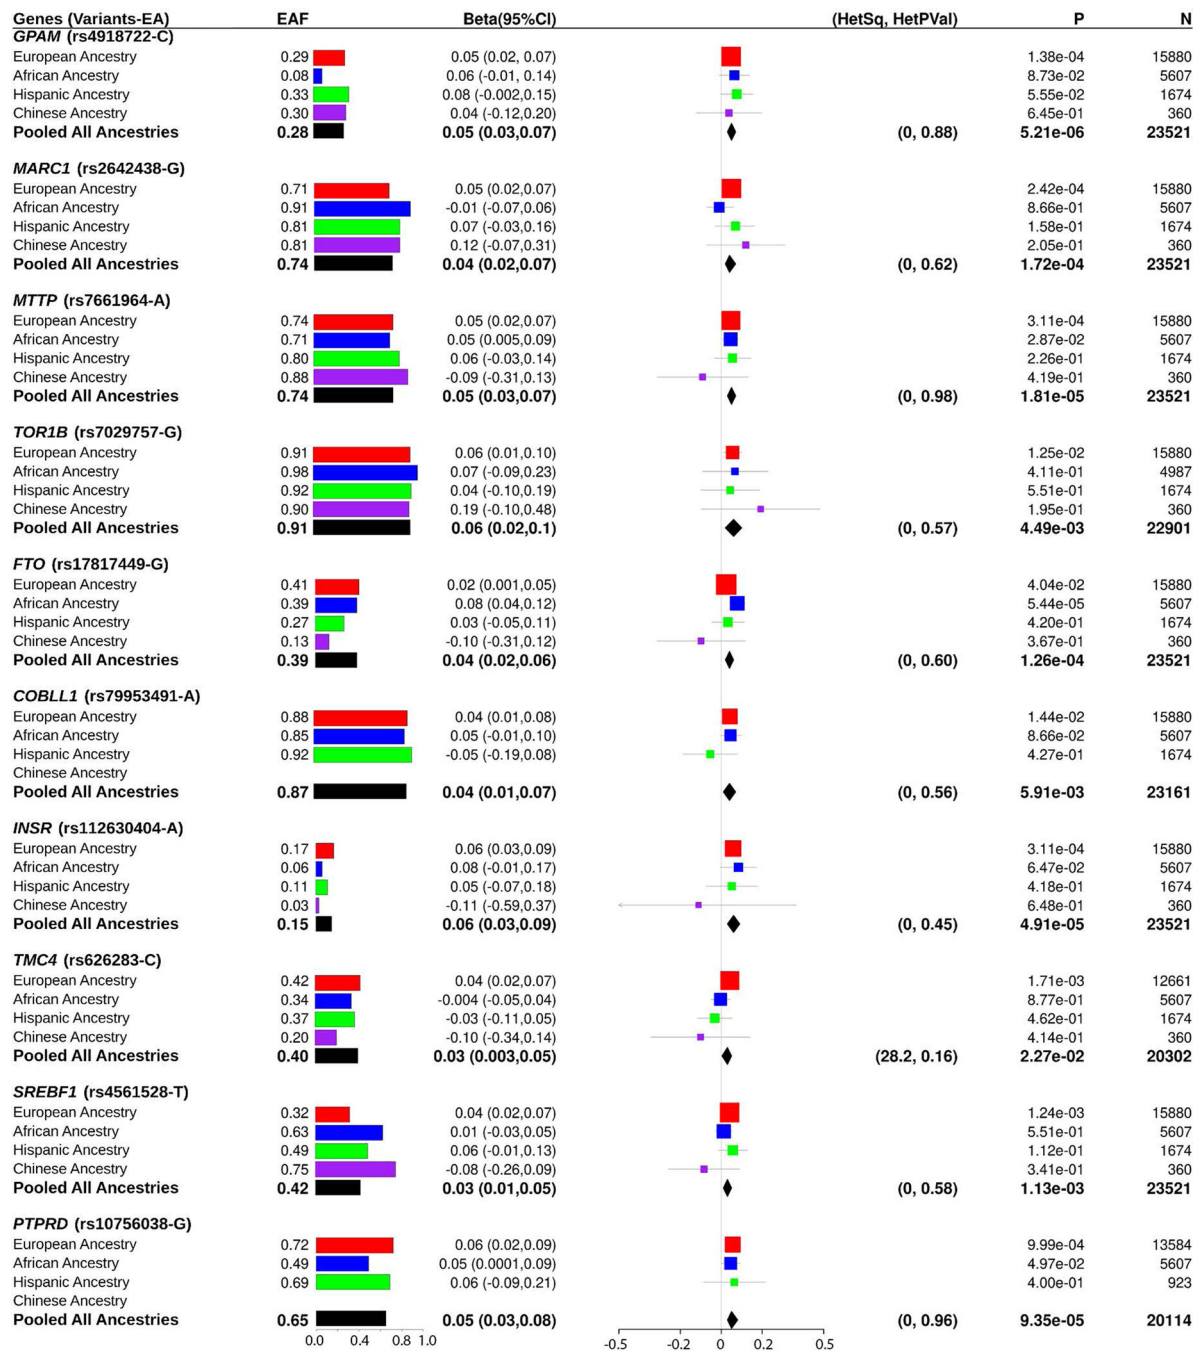 Genes (Variants-EA) EAF Beta(95%CI) (HetSq, HetPVal) P N
GPAM (rs4918722-C)
European Ancestry 0.29 0.05 (0.02, 0.07) 1.38e-04 15880
African Ancestry 0.08 0.06 (-0.01, 0.14) 8.73e-02 5607
Hispanic Ancestry 0.33 0.08 (-0.002,0.15) 5.55e-02 1674
Chinese Ancestry 0.30 0.04 (-0.12,0.20) 6.45e-01 360
Pooled All Ancestries 0.28 0.05 (0.03,0.07) (0, 0.88) 5.21e-06 23521
MARC1 (rs2642438-G)
European Ancestry 0.71 0.05 (0.02,0.07) 2.42e-04 15880
African Ancestry 0.91 -0.01 (-0.07,0.06) 8.66e-01 5607
Hispanic Ancestry 0.81 0.07 (-0.03,0.16) 1.58e-01 1674
Chinese Ancestry 0.81 0.12 (-0.07,0.31) 2.05e-01 360
Pooled All Ancestries 0.74 0.04 (0.02,0.07) (0, 0.62) 1.72e-04 23521
MTTP (rs7661964-A)
European Ancestry 0.74 0.05 (0.02,0.07) 3.11e-04 15880
African Ancestry 0.71 0.05 (0.005,0.09) 2.87e-02 5607
Hispanic Ancestry 0.80 0.06 (-0.03,0.14) 2.26e-01 1674
Chinese Ancestry 0.88 -0.09 (-0.31,0.13) 4.19e-01 360
Pooled All Ancestries 0.74 0.05 (0.03,0.07) (0, 0.98) 1.81e-05 23521
TOR1B (rs7029757-G)
European Ancestry 0.91 0.06 (0.01,0.10) 1.25e-02 15880
African Ancestry 0.98 0.07 (-0.09,0.23) 4.11e-01 4987
Hispanic Ancestry 0.92 0.04 (-0.10,0.19) 5.51e-01 1674
Chinese Ancestry 0.90 0.19 (-0.10,0.48) 1.95e-01 360
Pooled All Ancestries 0.91 0.06 (0.02,0.1) (0, 0.57) 4.49e-03 22901
FTO (rs17817449-G)
European Ancestry 0.41 0.02 (0.001,0.05) 4.04e-02 15880
African Ancestry 0.39 0.08 (0.04,0.12) 5.44e-05 5607
Hispanic Ancestry 0.27 0.03 (-0.05,0.11) 4.20e-01 1674
Chinese Ancestry 0.13 -0.10 (-0.31,0.12) 3.67e-01 360
Pooled All Ancestries 0.39 0.04 (0.02,0.06) (0, 0.60) 1.26e-04 23521
COBLL1 (rs79953491-A)
European Ancestry 0.88 0.04 (0.01,0.08) 1.44e-02 15880
African Ancestry 0.85 0.05 (-0.01,0.10) 8.66e-02 5607
Hispanic Ancestry 0.92 -0.05 (-0.19,0.08) 4.27e-01 1674
Chinese Ancestry
Pooled All Ancestries 0.87 0.04 (0.01,0.07) (0, 0.56) 5.91e-03 23161
INSR (rs112630404-A)
European Ancestry 0.17 0.06 (0.03,0.09) 3.11e-04 15880
African Ancestry 0.06 0.08 (-0.01,0.17) 6.47e-02 5607
Hispanic Ancestry 0.11 0.05 (-0.07,0.18) 4.18e-01 1674
Chinese Ancestry 0.03 -0.11 (-0.59,0.37) 6.48e-01 360
Pooled All Ancestries 0.15 0.06 (0.03,0.09) (0, 0.45) 4.91e-05 23521
TMC4 (rs626283-C)
European Ancestry 0.42 0.04 (0.02,0.07) 1.71e-03 12661
African Ancestry 0.34 -0.004 (-0.05,0.04) 8.77e-01 5607
Hispanic Ancestry 0.37 -0.03 (-0.11,0.05) 4.62e-01 1674
Chinese Ancestry 0.20 -0.10 (-0.34,0.14) 4.14e-01 360
Pooled All Ancestries 0.40 0.03 (0.003,0.05) (28.2, 0.16) 2.27e-02 20302
SREBF1 (rs4561528-T)
European Ancestry 0.32 0.04 (0.02,0.07) 1.24e-03 15880
African Ancestry 0.63 0.01 (-0.03,0.05) 5.51e-01 5607
Hispanic Ancestry 0.49 0.06 (-0.01,0.13) 1.12e-01 1674
Chinese Ancestry 0.75 -0.08 (-0.26,0.09) 3.41e-01 360
Pooled All Ancestries 0.42 0.03 (0.01,0.05) (0, 0.58) 1.13e-03 23521
PTPRD (rs10756038-G)
European Ancestry 0.72 0.06 (0.02,0.09) 9.99e-04 13584
African Ancestry 0.49 0.05 (0.0001,0.09) 4.97e-02 5607
Hispanic Ancestry 0.69 0.06 (-0.09,0.21) 4.00e-01 923
Chinese Ancestry
Pooled All Ancestries 0.65 0.05 (0.03,0.08) (0, 0.96) 9.35e-05 20114
0.0 0.4 0.8 1.0 -0.5 -0.2 0 0.2 0.5